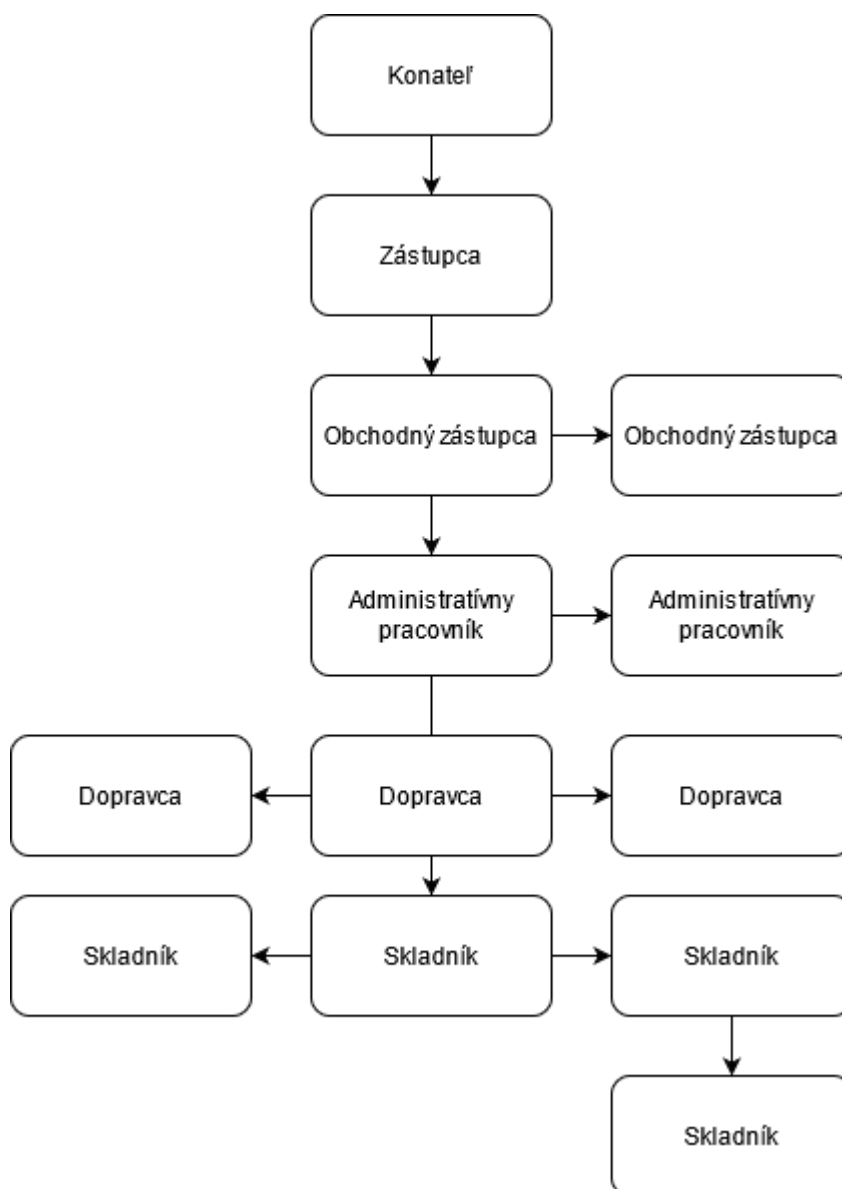 Konateľ
Zástupca
Obchodný zástupca
Obchodný zástupca
Administratívny
pracovník
Administratívny
pracovník
Dopravca
Dopravca
Dopravca
Skladník
Skladník
Skladník
Skladník